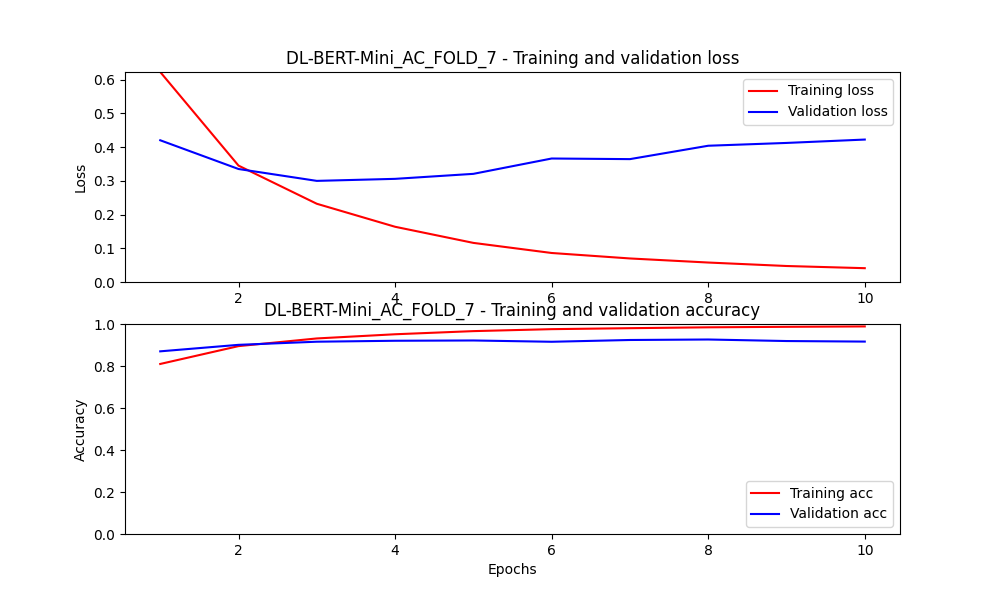 DL-BERT-Mini_AC_FOLD_7 - Training and validation loss
0.6
0.5
0.4
0.3
0.2
0.1
0.0
Loss
Training loss
Validation loss
2 4 6 8 10
DL-BERT-Mini_AC_FOLD_7 - Training and validation accuracy
1.0
0.8
0.6
0.4
0.2
0.0
Accuracy
Training acc
Validation acc
2 4 6 8 10
Epochs